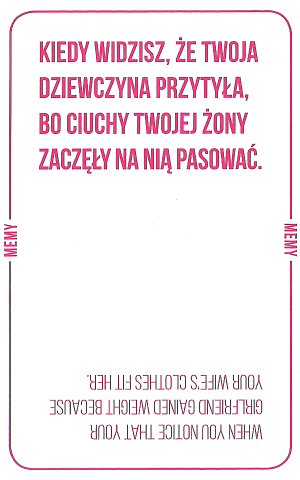 KIEDY WIDZISZ, ŻE TWOJA
DZIEWCZYNA PRZYTYŁA,
BO CIUCHY TWOJEJ ŻONY
ZACZĘŁY NA NIĄ PASOWAĆ.
MEMY
MEMY
WHEN YOU NOTICE THAT YOUR
GIRLFRIEND GAINED WEIGHT BECAUSE
YOUR WIFE'S CLOTHES FIT HER.